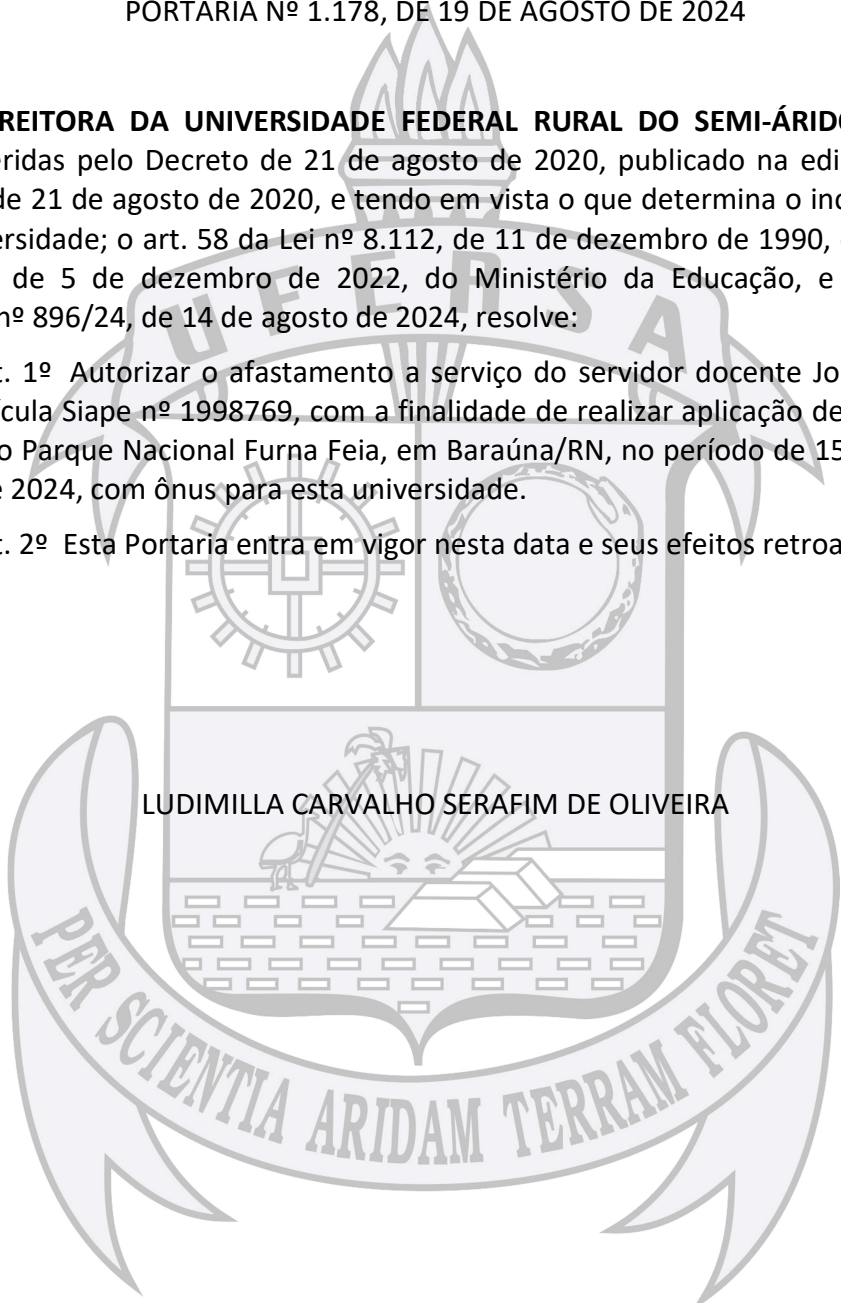 PORTARIA Nº 1.178, DE 19 DE AGOSTO DE 2024
REITORA DA UNIVERSIDADE FEDERAL RURAL DO SEMI-ÁRIDO
eridas pelo Decreto de 21 de agosto de 2020, publicado na edi
de 21 de agosto de 2020, e tendo em vista o que determina o inc
ersidade; o art. 58 da Lei nº 8.112, de 11 de dezembro de 1990,
de 5 de dezembro de 2022, do Ministério da Educação, e
nº 896/24, de 14 de agosto de 2024, resolve:
t. 1º Autorizar o afastamento a serviço do servidor docente Jo
cula Siape nº 1998769, com a finalidade de realizar aplicação de
o Parque Nacional Furna Feia, em Baraúna/RN, no período de 15
e 2024, com ônus para esta universidade.
t. 2º Esta Portaria entra em vigor nesta data e seus efeitos retroa
LUDIMILLA CARVALHO SERAFIM DE OLIVEIRA
UFERSA
PER SCIENTIA ARIDAM TERRAM FLORET